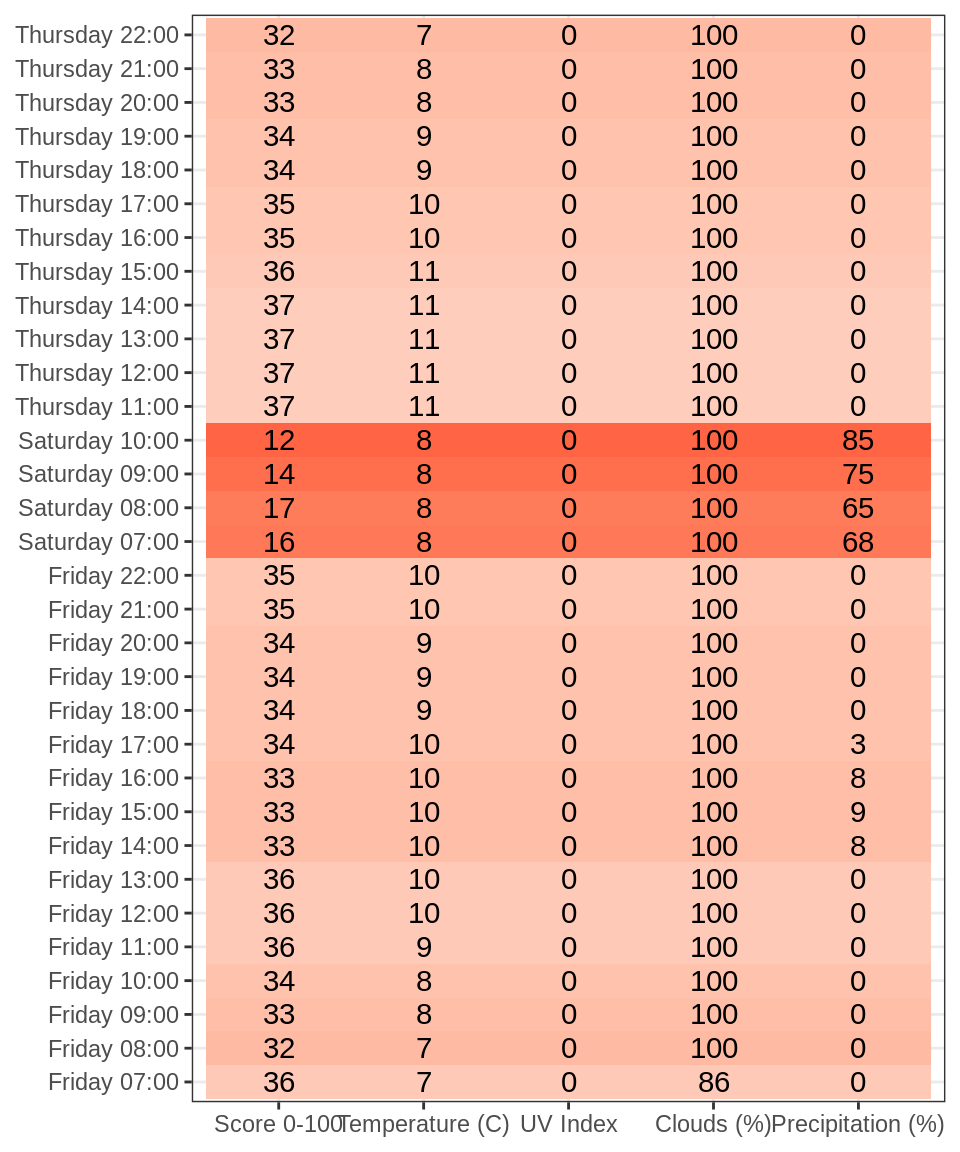 Thursday 22:00 32 7 0 100 0
Thursday 21:00 33 8 0 100 0
Thursday 20:00 33 8 0 100 0
Thursday 19:00 34 9 0 100 0
Thursday 18:00 34 9 0 100 0
Thursday 17:00 35 10 0 100 0
Thursday 16:00 35 10 0 100 0
Thursday 15:00 36 11 0 100 0
Thursday 14:00 37 11 0 100 0
Thursday 13:00 37 11 0 100 0
Thursday 12:00 37 11 0 100 0
Thursday 11:00 37 11 0 100 0
Saturday 10:00 12 8 0 100 85
Saturday 09:00 14 8 0 100 75
Saturday 08:00 17 8 0 100 65
Saturday 07:00 16 8 0 100 68
Friday 22:00 35 10 0 100 0
Friday 21:00 35 10 0 100 0
Friday 20:00 34 9 0 100 0
Friday 19:00 34 9 0 100 0
Friday 18:00 34 9 0 100 0
Friday 17:00 34 10 0 100 3
Friday 16:00 33 10 0 100 8
Friday 15:00 33 10 0 100 9
Friday 14:00 33 10 0 100 8
Friday 13:00 36 10 0 100 0
Friday 12:00 36 10 0 100 0
Friday 11:00 36 9 0 100 0
Friday 10:00 34 8 0 100 0
Friday 09:00 33 8 0 100 0
Friday 08:00 32 7 0 100 0
Friday 07:00 36 7 0 86 0
Score 0-100 Temperature (C) UV Index Clouds (%) Precipitation (%)